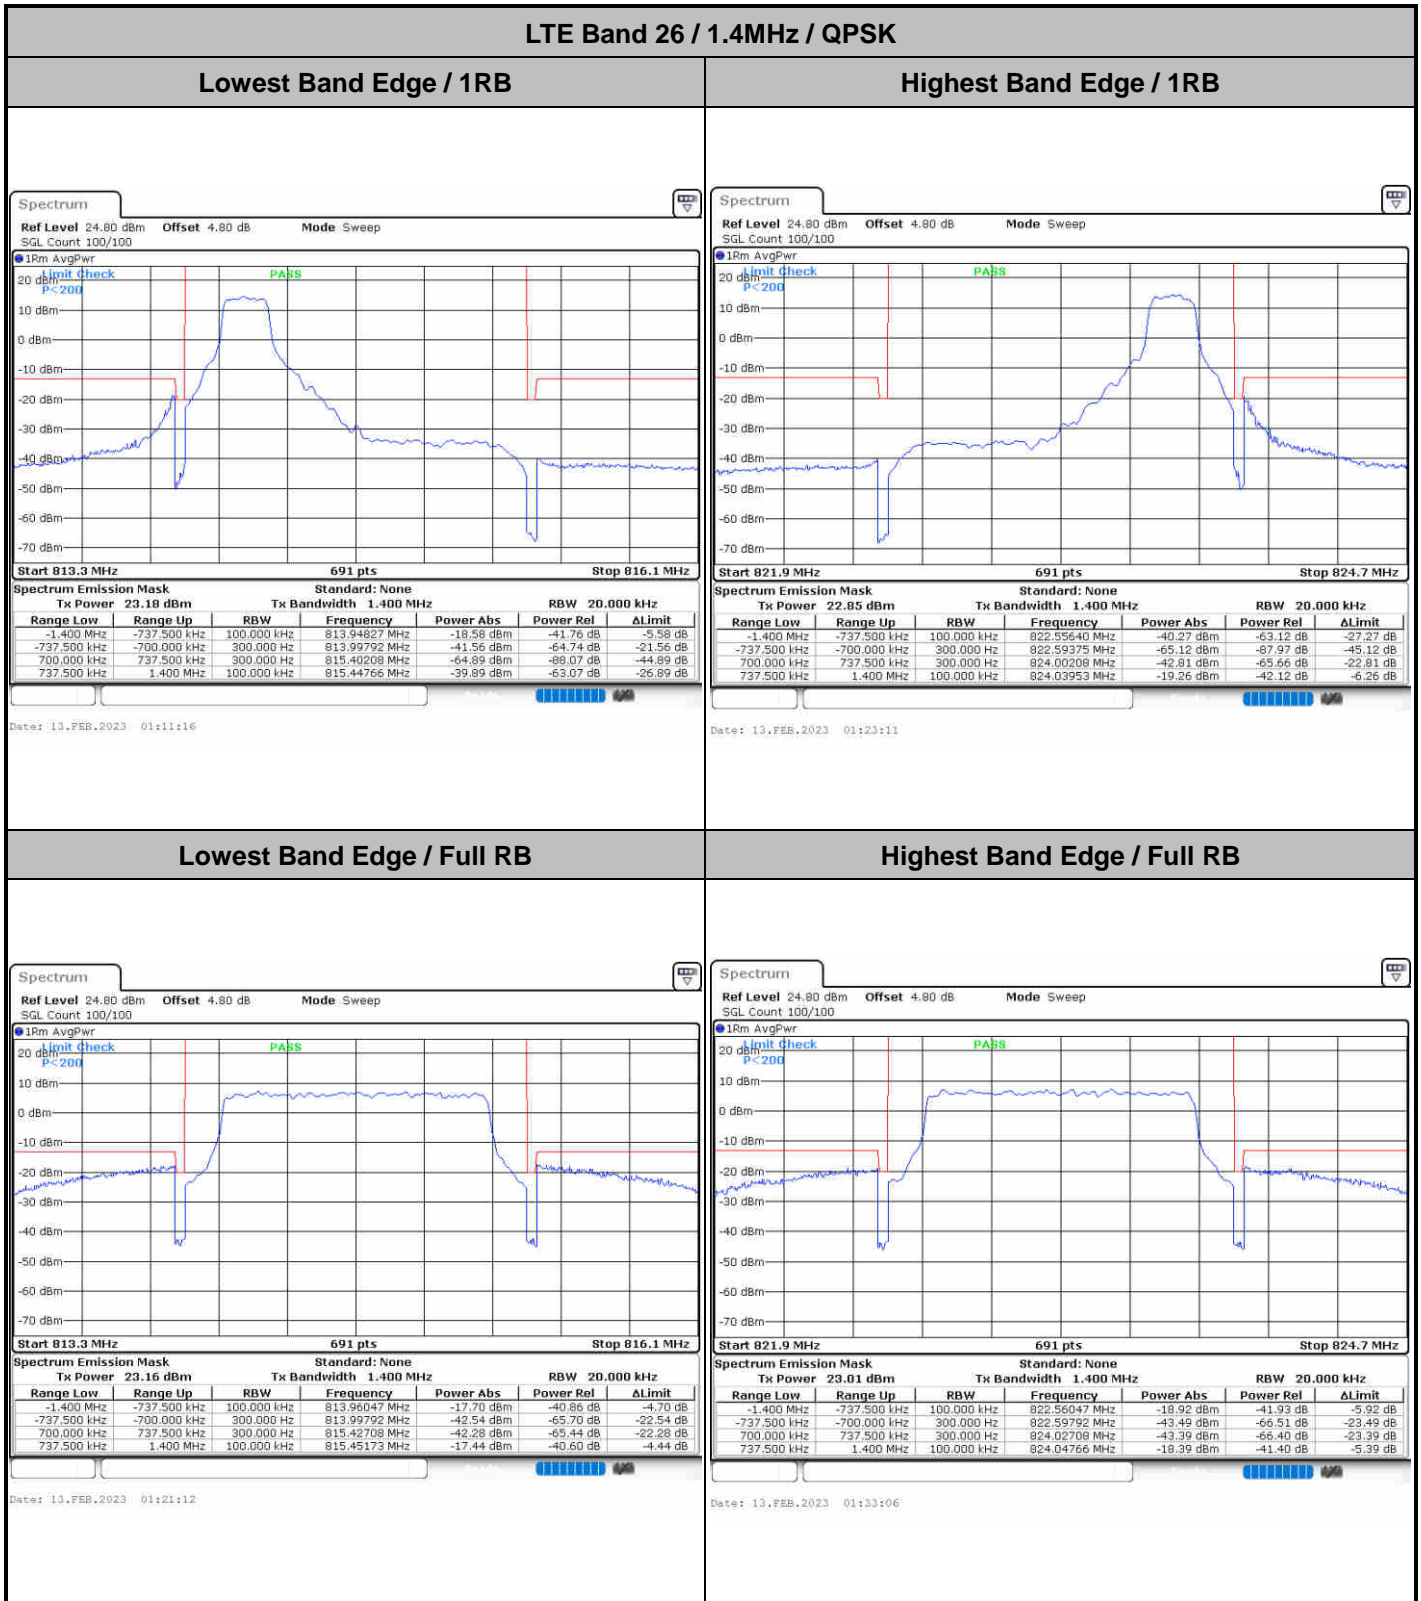 LTE Band 26 / 1.4MHz / QPSK
Lowest Band Edge / 1RB
Highest Band Edge / 1RB
Spectrum
Ref Level 24.80 dBm Offset 4.80 dB Mode Sweep
SGL Count 100/100
1Rm AvgPwr
Limit Check PASS
20 dBm
P<200
10 dBm
0 dBm
-10 dBm
-20 dBm
-30 dBm
-40 dBm
-50 dBm
-60 dBm
-70 dBm
Start 813.3 MHz 691 pts Stop 816.1 MHz
Spectrum Emission Mask Standard: None
Tx Power 23.18 dBm Tx Bandwidth 1.400 MHz RBW 20.000 kHz
Range Low Range Up RBW Frequency Power Abs Power Rel ΔLimit
-1.400 MHz -737.500 kHz 100.000 kHz 813.94827 MHz -18.58 dBm -41.76 dB -5.58 dB
-737.500 kHz -700.000 kHz 300.000 Hz 813.99792 MHz -41.56 dBm -64.74 dB -21.56 dB
700.000 kHz 737.500 kHz 300.000 Hz 815.40208 MHz -64.89 dBm -88.07 dB -44.89 dB
737.500 kHz 1.400 MHz 100.000 kHz 815.44766 MHz -39.89 dBm -63.07 dB -26.89 dB
Date: 13.FEB.2023 01:11:16
Spectrum
Ref Level 24.80 dBm Offset 4.80 dB Mode Sweep
SGL Count 100/100
1Rm AvgPwr
Limit Check PASS
20 dBm
P<200
10 dBm
0 dBm
-10 dBm
-20 dBm
-30 dBm
-40 dBm
-50 dBm
-60 dBm
-70 dBm
Start 821.9 MHz 691 pts Stop 824.7 MHz
Spectrum Emission Mask Standard: None
Tx Power 22.85 dBm Tx Bandwidth 1.400 MHz RBW 20.000 kHz
Range Low Range Up RBW Frequency Power Abs Power Rel ΔLimit
-1.400 MHz -737.500 kHz 100.000 kHz 822.55640 MHz -40.27 dBm -63.12 dB -27.27 dB
-737.500 kHz -700.000 kHz 300.000 Hz 822.59375 MHz -65.12 dBm -87.97 dB -45.12 dB
700.000 kHz 737.500 kHz 300.000 Hz 824.00208 MHz -42.81 dBm -65.66 dB -22.81 dB
737.500 kHz 1.400 MHz 100.000 kHz 824.03953 MHz -19.26 dBm -42.12 dB -6.26 dB
Date: 13.FEB.2023 01:23:11
Lowest Band Edge / Full RB
Highest Band Edge / Full RB
Spectrum
Ref Level 24.80 dBm Offset 4.80 dB Mode Sweep
SGL Count 100/100
1Rm AvgPwr
Limit Check PASS
20 dBm
P<200
10 dBm
0 dBm
-10 dBm
-20 dBm
-30 dBm
-40 dBm
-50 dBm
-60 dBm
-70 dBm
Start 813.3 MHz 691 pts Stop 816.1 MHz
Spectrum Emission Mask Standard: None
Tx Power 23.16 dBm Tx Bandwidth 1.400 MHz RBW 20.000 kHz
Range Low Range Up RBW Frequency Power Abs Power Rel ΔLimit
-1.400 MHz -737.500 kHz 100.000 kHz 813.96047 MHz -17.70 dBm -40.86 dB -4.70 dB
-737.500 kHz -700.000 kHz 300.000 Hz 813.99792 MHz -42.54 dBm -65.70 dB -22.54 dB
700.000 kHz 737.500 kHz 300.000 Hz 815.42708 MHz -42.28 dBm -65.44 dB -22.28 dB
737.500 kHz 1.400 MHz 100.000 kHz 815.45173 MHz -17.44 dBm -40.60 dB -4.44 dB
Date: 13.FEB.2023 01:21:12
Spectrum
Ref Level 24.80 dBm Offset 4.80 dB Mode Sweep
SGL Count 100/100
1Rm AvgPwr
Limit Check PASS
20 dBm
P<200
10 dBm
0 dBm
-10 dBm
-20 dBm
-30 dBm
-40 dBm
-50 dBm
-60 dBm
-70 dBm
Start 821.9 MHz 691 pts Stop 824.7 MHz
Spectrum Emission Mask Standard: None
Tx Power 23.01 dBm Tx Bandwidth 1.400 MHz RBW 20.000 kHz
Range Low Range Up RBW Frequency Power Abs Power Rel ΔLimit
-1.400 MHz -737.500 kHz 100.000 kHz 822.56047 MHz -18.92 dBm -41.93 dB -5.92 dB
-737.500 kHz -700.000 kHz 300.000 Hz 822.59792 MHz -43.49 dBm -66.51 dB -23.49 dB
700.000 kHz 737.500 kHz 300.000 Hz 824.02708 MHz -43.39 dBm -66.40 dB -23.39 dB
737.500 kHz 1.400 MHz 100.000 kHz 824.04766 MHz -18.39 dBm -41.40 dB -5.39 dB
Date: 13.FEB.2023 01:33:06